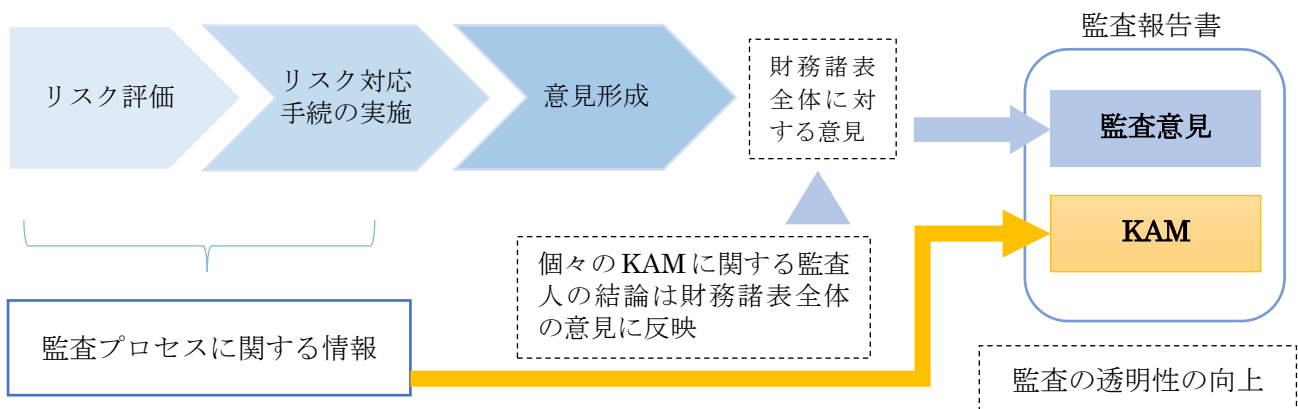 監査報告書
リスク評価
リスク対応
手続の実施
意見形成
財務諸表
全体に対
する意見
監査意見
KAM
個々のKAMに関する監査
人の結論は財務諸表全体
の意見に反映
監査プロセスに関する情報
監査の透明性の向上